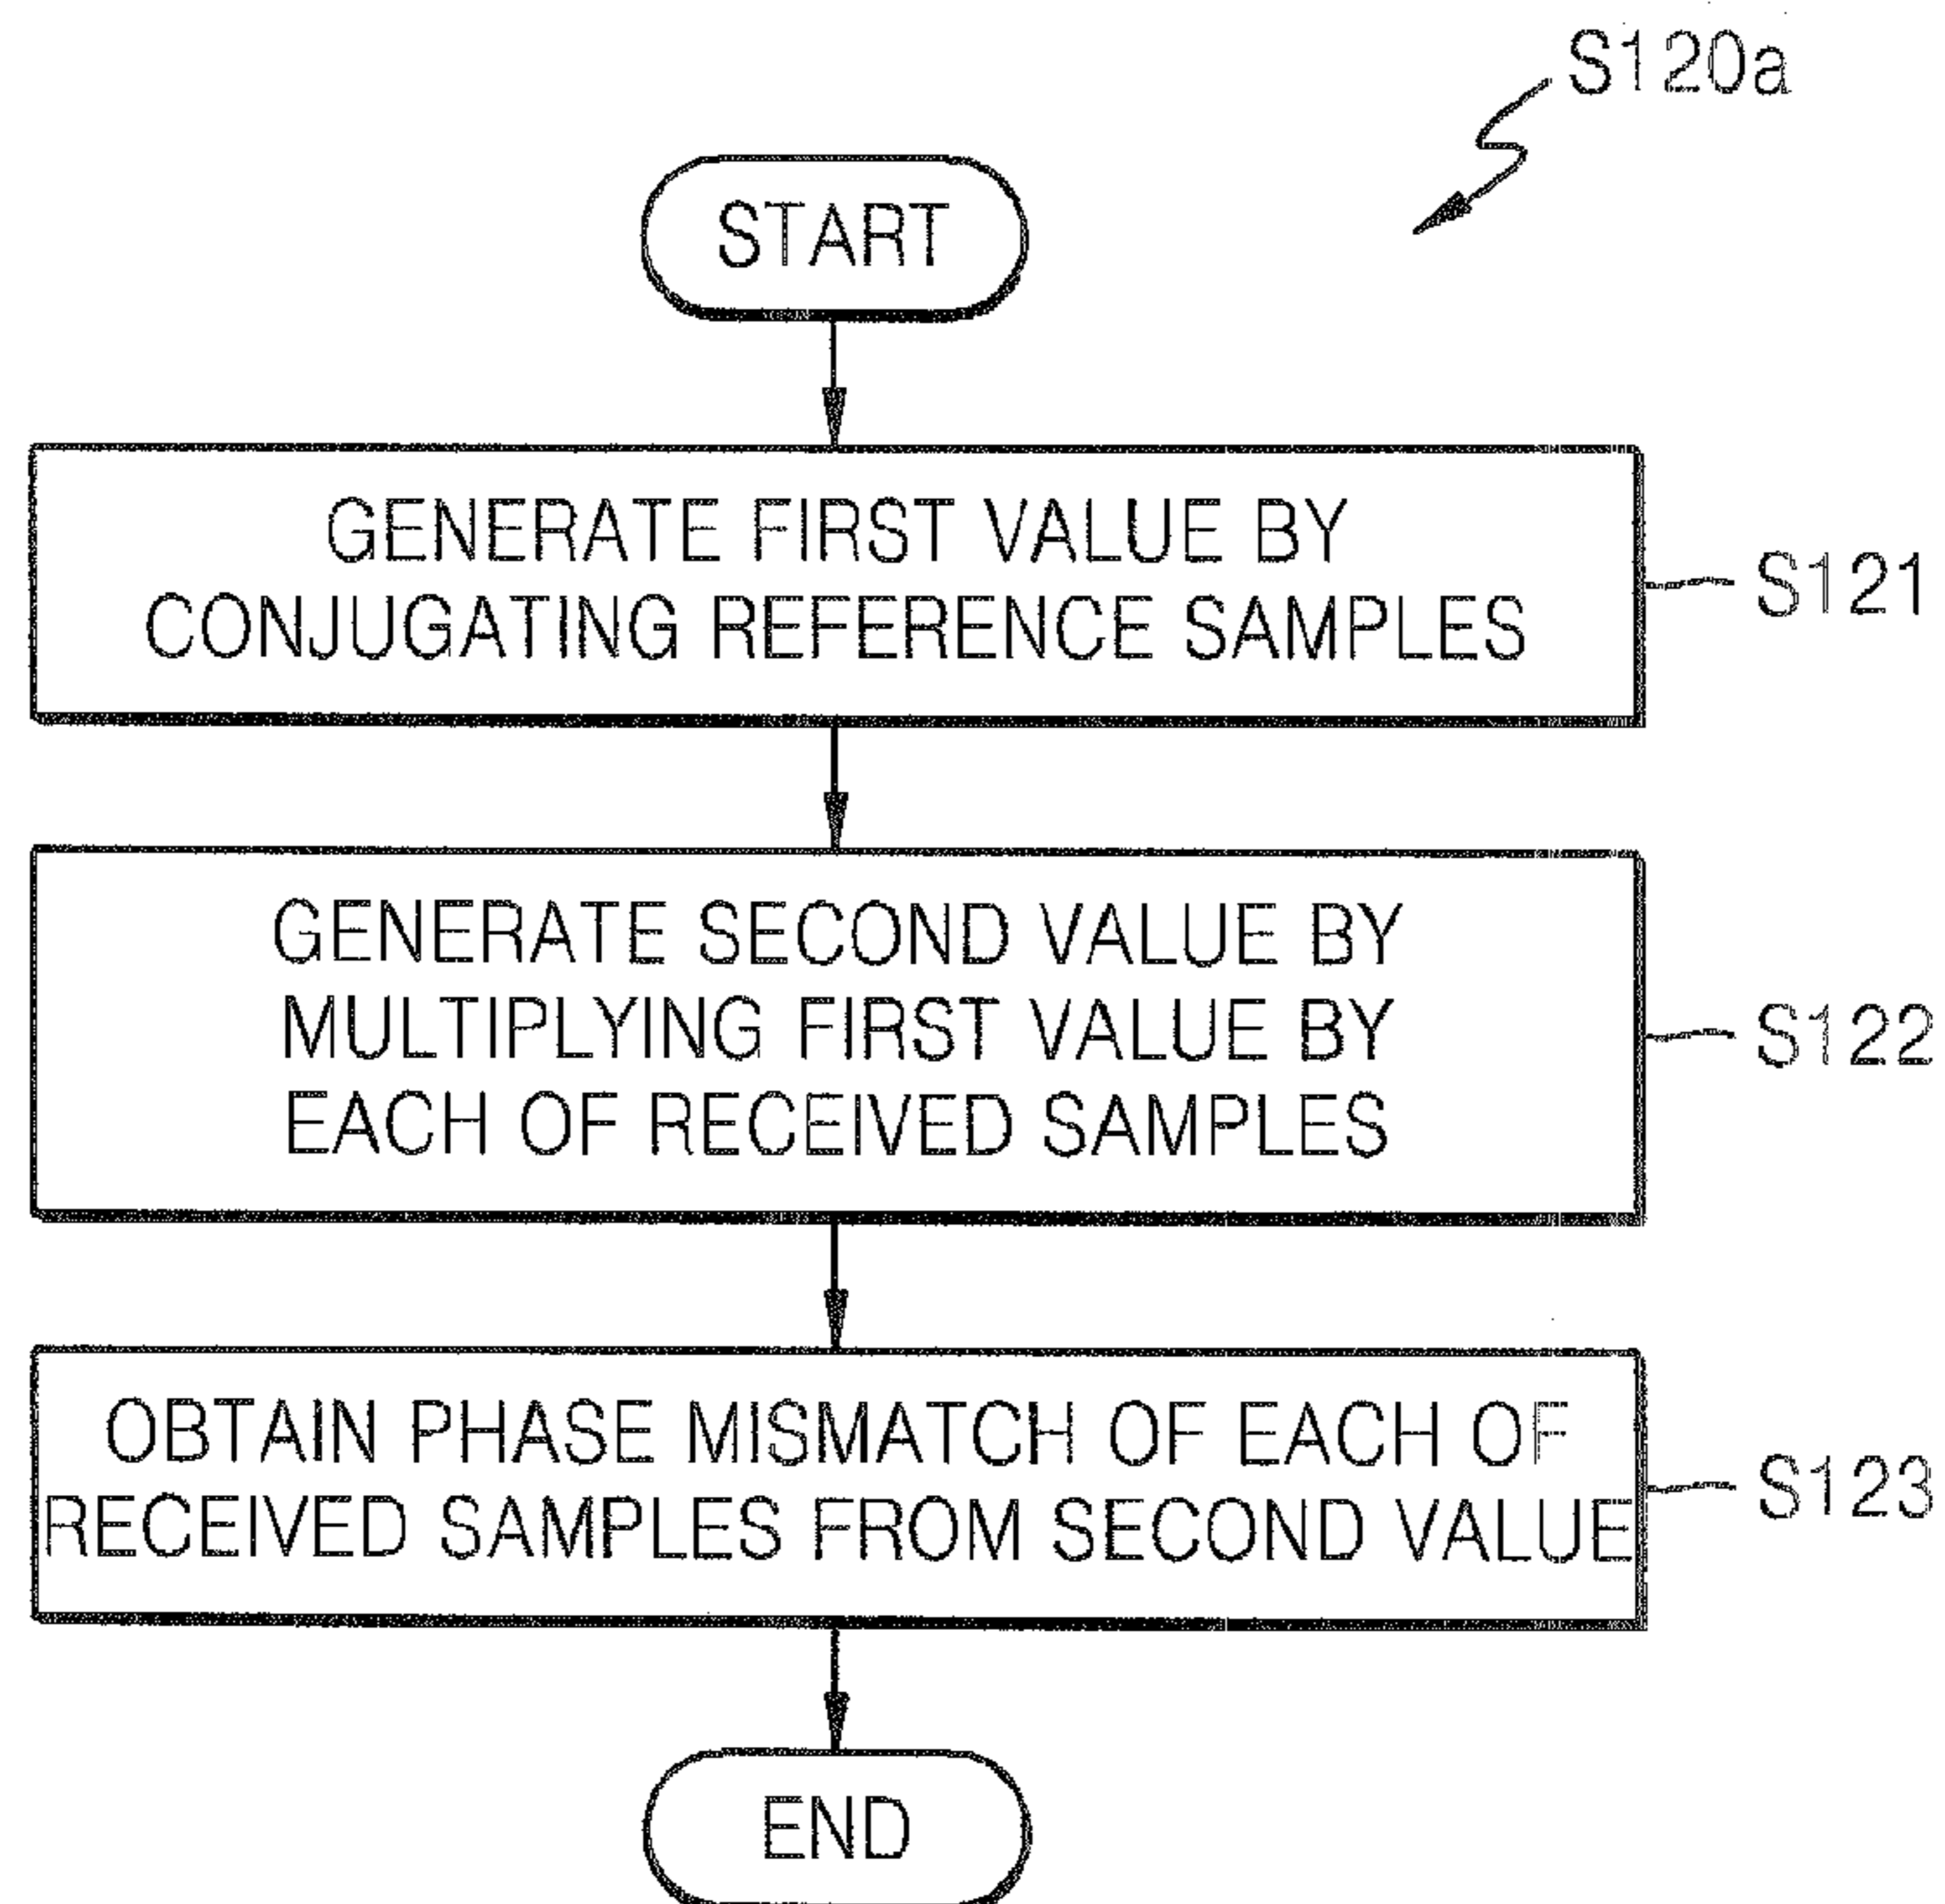 S120a
START
GENERATE FIRST VALUE BY
CONJUGATING REFERENCE SAMPLES
S121
GENERATE SECOND VALUE BY
MULTIPLYING FIRST VALUE BY
EACH OF RECEIVED SAMPLES
S122
OBTAIN PHASE MISMATCH OF EACH OF
RECEIVED SAMPLES FROM SECOND VALUE
S123
END